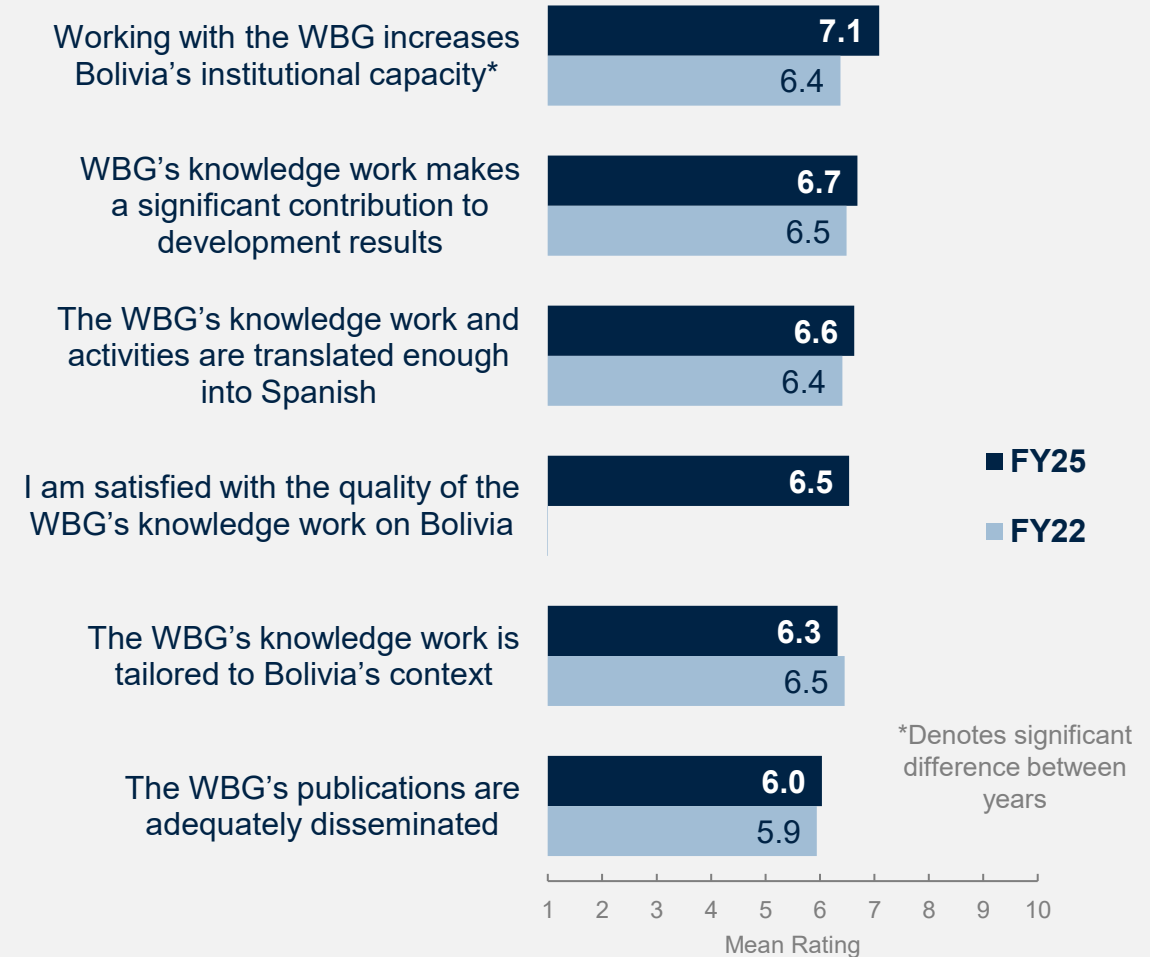 Working with the WBG increases
Bolivia’s institutional capacity*
7.1
6.4
WBG’s knowledge work makes
a significant contribution to
development results
6.7
6.5
The WBG’s knowledge work and
activities are translated enough
into Spanish
6.6
6.4
I am satisfied with the quality of the
WBG’s knowledge work on Bolivia
6.5
FY25
FY22
The WBG’s knowledge work is
tailored to Bolivia’s context
6.3
6.5
*Denotes significant
difference between
years
The WBG’s publications are
adequately disseminated
6.0
5.9
1 2 3 4 5 6 7 8 9 10
Mean Rating